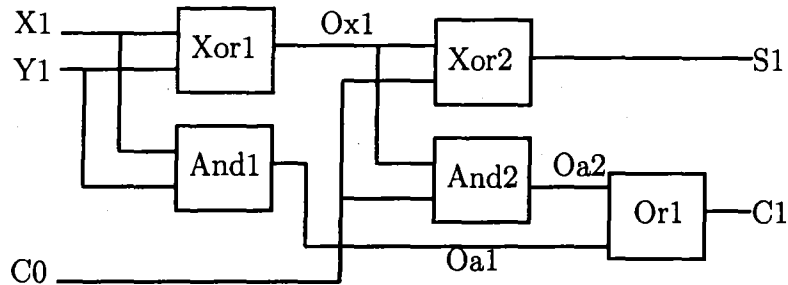 X1
Xor1
Ox1
Xor2
S1
Y1
And1
And2
Oa2
Or1
C1
Oa1
C0